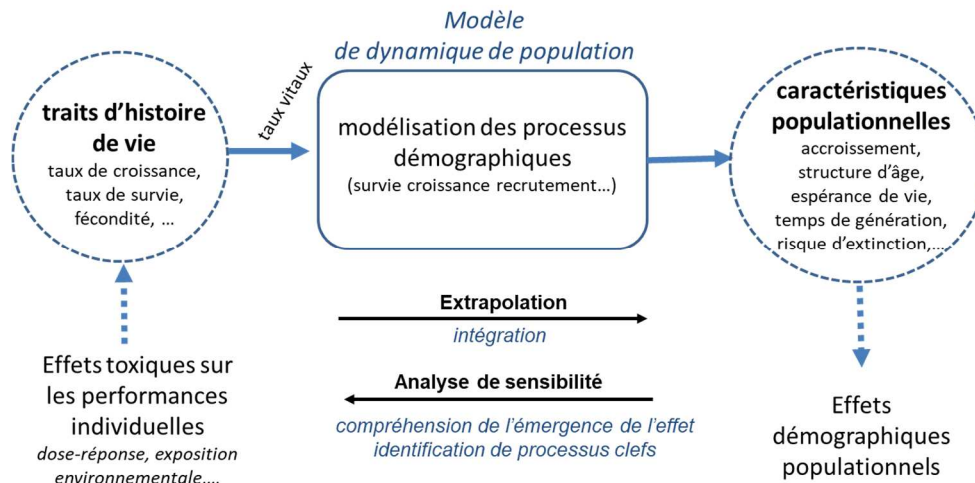 Modèle
de dynamique de population
traits d’histoire
de vie
taux de croissance,
taux de survie,
fécondité, ...
taux vitaux
modélisation des processus
démographiques
(survie croissance recrutement...)
caractéristiques
populationnelles
accroissement,
structure d’âge,
espérance de vie,
temps de génération,
risque d’extinction,...
Extrapolation
intégration
Analyse de sensibilité
compréhension de l’émergence de l’effet
identification de processus clefs
Effets toxiques sur
les performances
individuelles
dose-réponse, exposition
environnementale,...
Effets
démographiques
populationnels